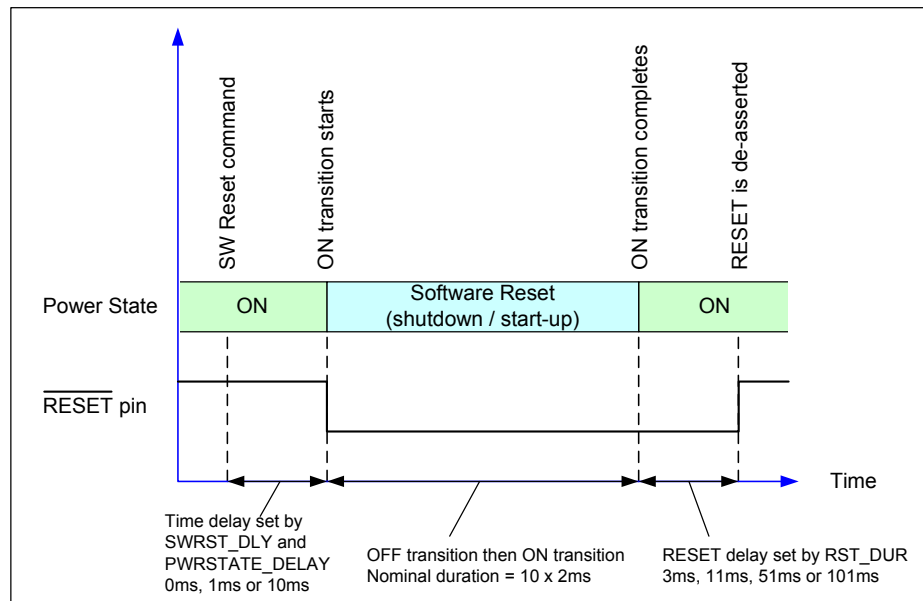 SW Reset command
ON transition starts
ON transition completes
RESET is de-asserted
Power State
ON
Software Reset
(shutdown / start-up)
ON
RESET pin
Time
Time delay set by
SWRST_DLY and
PWRSTATE_DELAY
0ms, 1ms or 10ms
OFF transition then ON transition
Nominal duration = 10 x 2ms
RESET delay set by RST_DUR
3ms, 11ms, 51ms or 101ms